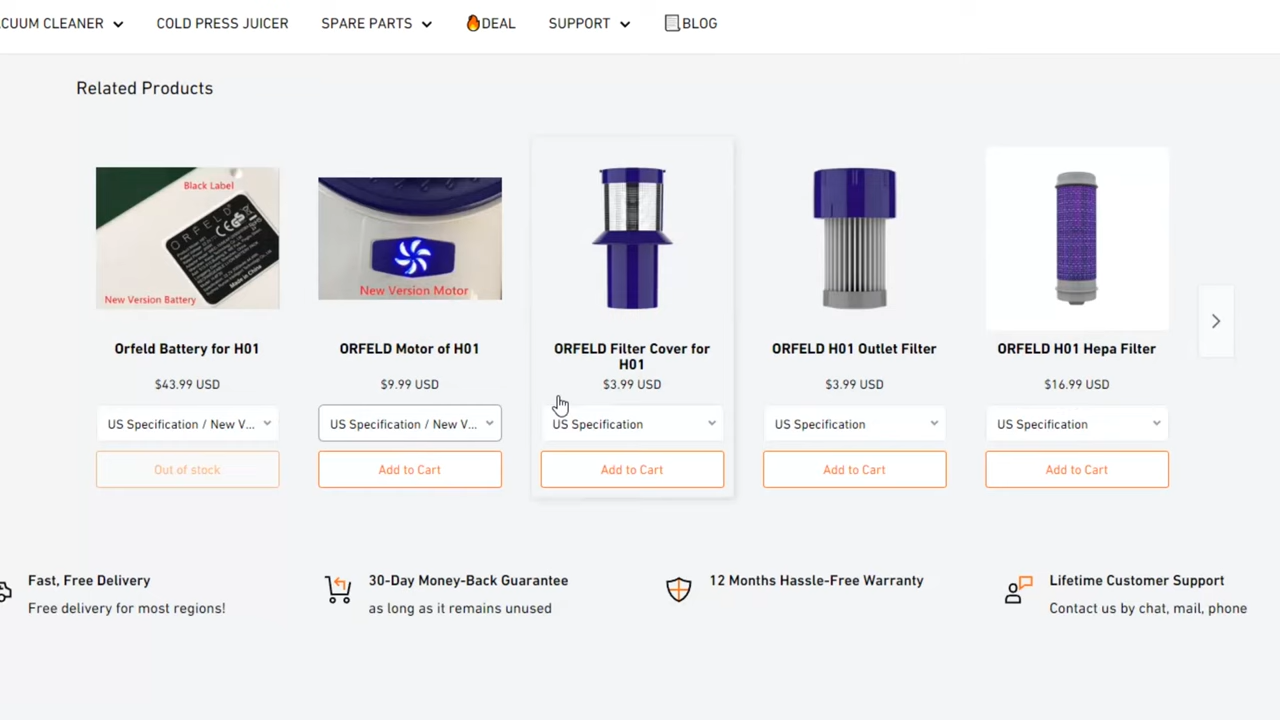 CUUM CLEANER
COLD PRESS JUICER
SPARE PARTS
DEAL
SUPPORT
BLOG
Related Products
Black Label
ORFELD
Made in China
New Version Battery
New Version Motor
Orfeld Battery for H01
$43.99 USD
US Specification / New V...
Out of stock
ORFELD Motor of H01
$9.99 USD
US Specification / New V...
Add to Cart
ORFELD Filter Cover for
H01
$3.99 USD
US Specification
Add to Cart
ORFELD H01 Outlet Filter
$3.99 USD
US Specification
Add to Cart
ORFELD H01 Hepa Filter
$16.99 USD
US Specification
Add to Cart
Fast, Free Delivery
Free delivery for most regions!
30-Day Money-Back Guarantee
as long as it remains unused
12 Months Hassle-Free Warranty
Lifetime Customer Support
Contact us by chat, mail, phone